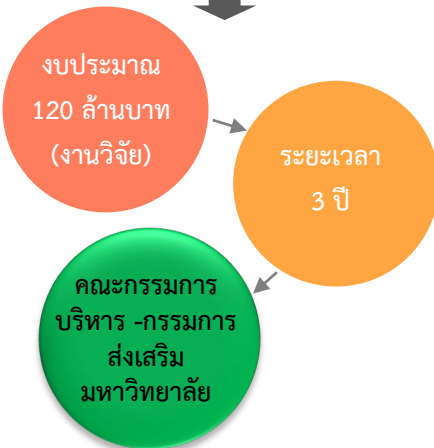 งบประมาณ
120 ล้านบาท
(งานวิจัย)
ระยะเวลา
3 ปี
คณะกรรมการ
บริหาร -กรรมการ
ส่งเสริม
มหาวิทยาลัย